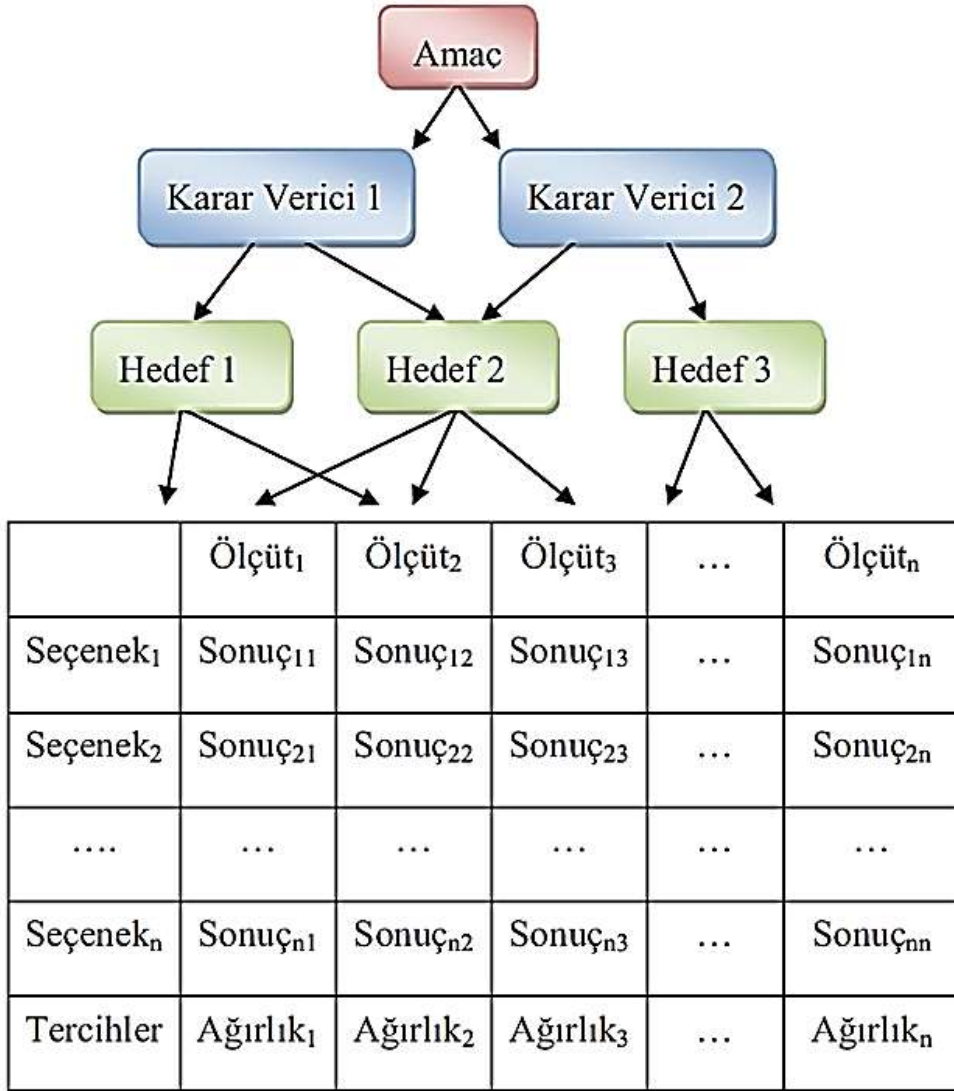 Amaç
Karar Verici 1 Karar Verici 2
Hedef 1 Hedef 2 Hedef 3
Ölçüt₁ Ölçüt₂ Ölçüt₃ … Ölçütₙ
Seçenek₁ Sonuç₁₁ Sonuç₁₂ Sonuç₁₃ … Sonuç₁ₙ
Seçenek₂ Sonuç₂₁ Sonuç₂₂ Sonuç₂₃ … Sonuç₂ₙ
…. … … … … …
Seçenekₙ Sonuçₙ₁ Sonuçₙ₂ Sonuçₙ₃ … Sonuçₙₙ
Tercihler Ağırlık₁ Ağırlık₂ Ağırlık₃ … Ağırlıkₙ